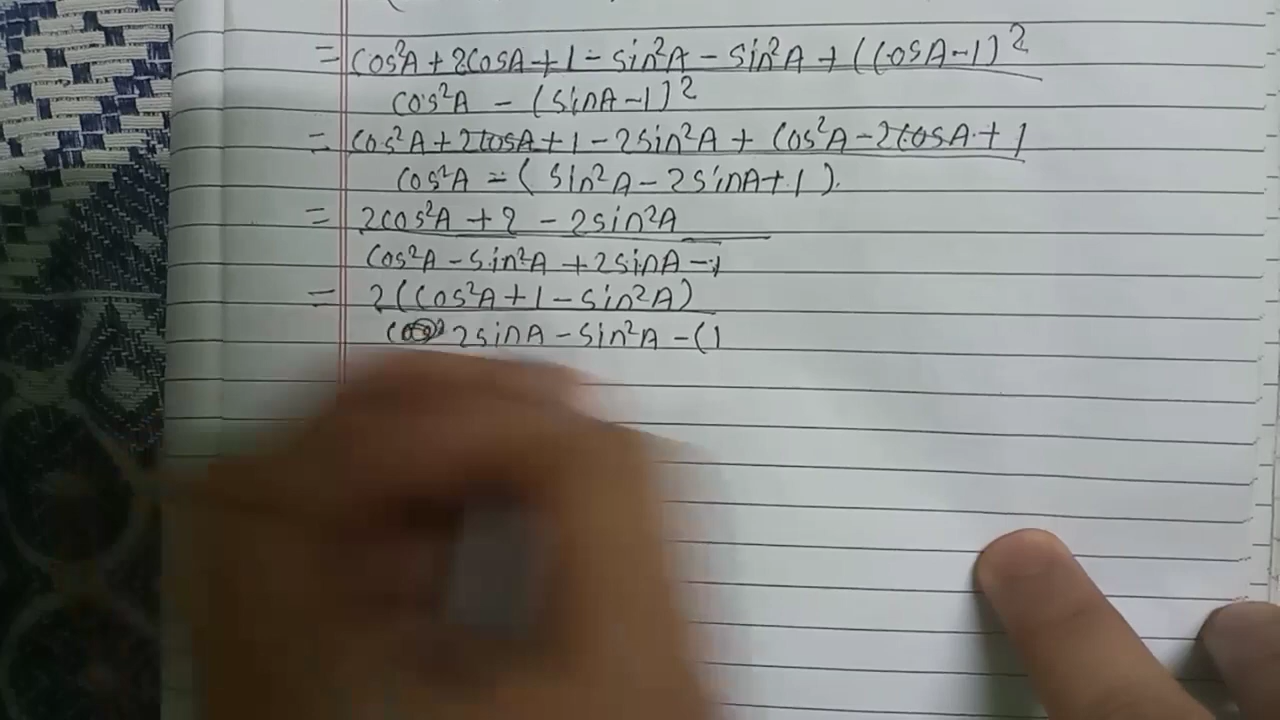 = cos²A + 2cosA + 1 - sin²A - sin²A + (cosA - 1)²
cos²A - (sinA - 1)²
= cos²A + 2cosA + 1 - 2sin²A + cos²A - 2cosA + 1
cos²A - (sin²A - 2sinA + 1).
= 2cos²A + 2 - 2sin²A
cos²A - sin²A + 2sinA - 1
= 2(cos²A + 1 - sin²A)
2sinA - sin²A - (1